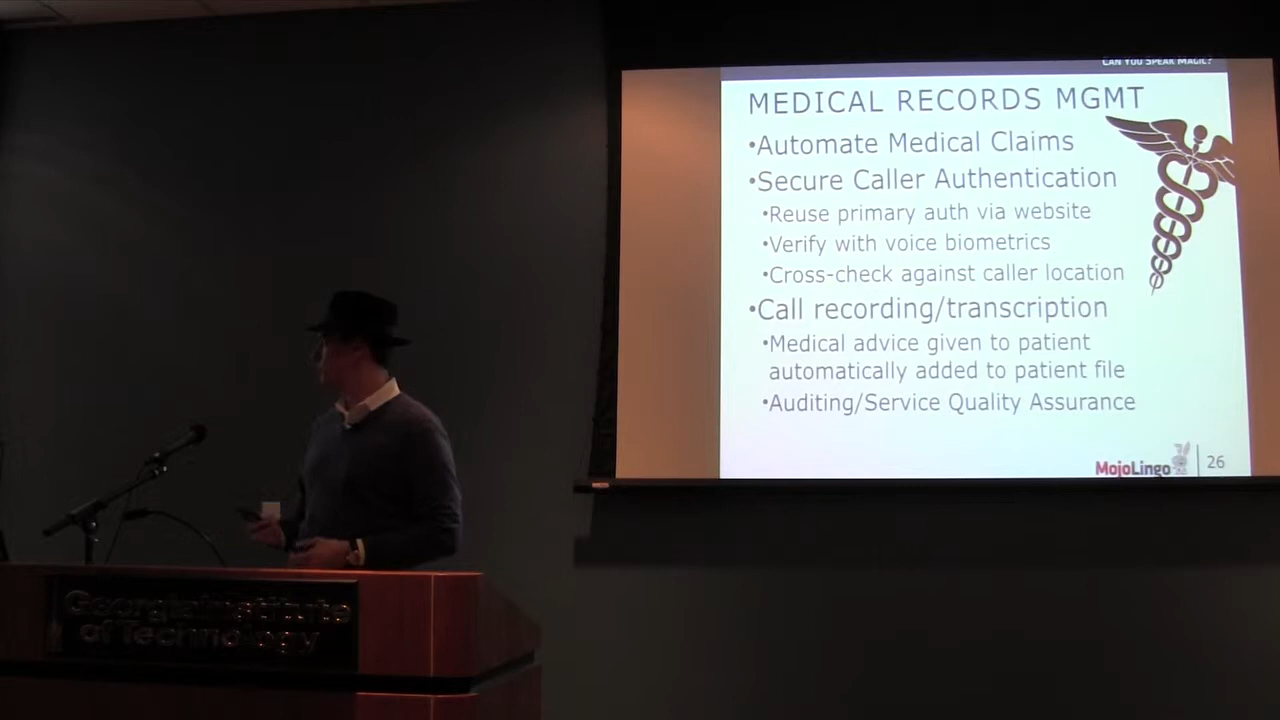 CAN YOU SPEAK MAGIC?
MEDICAL RECORDS MGMT
•Automate Medical Claims
•Secure Caller Authentication
•Reuse primary auth via website
•Verify with voice biometrics
•Cross-check against caller location
•Call recording/transcription
•Medical advice given to patient
automatically added to patient file
•Auditing/Service Quality Assurance
MojoLingo
26
Georgia Institute
of Technology